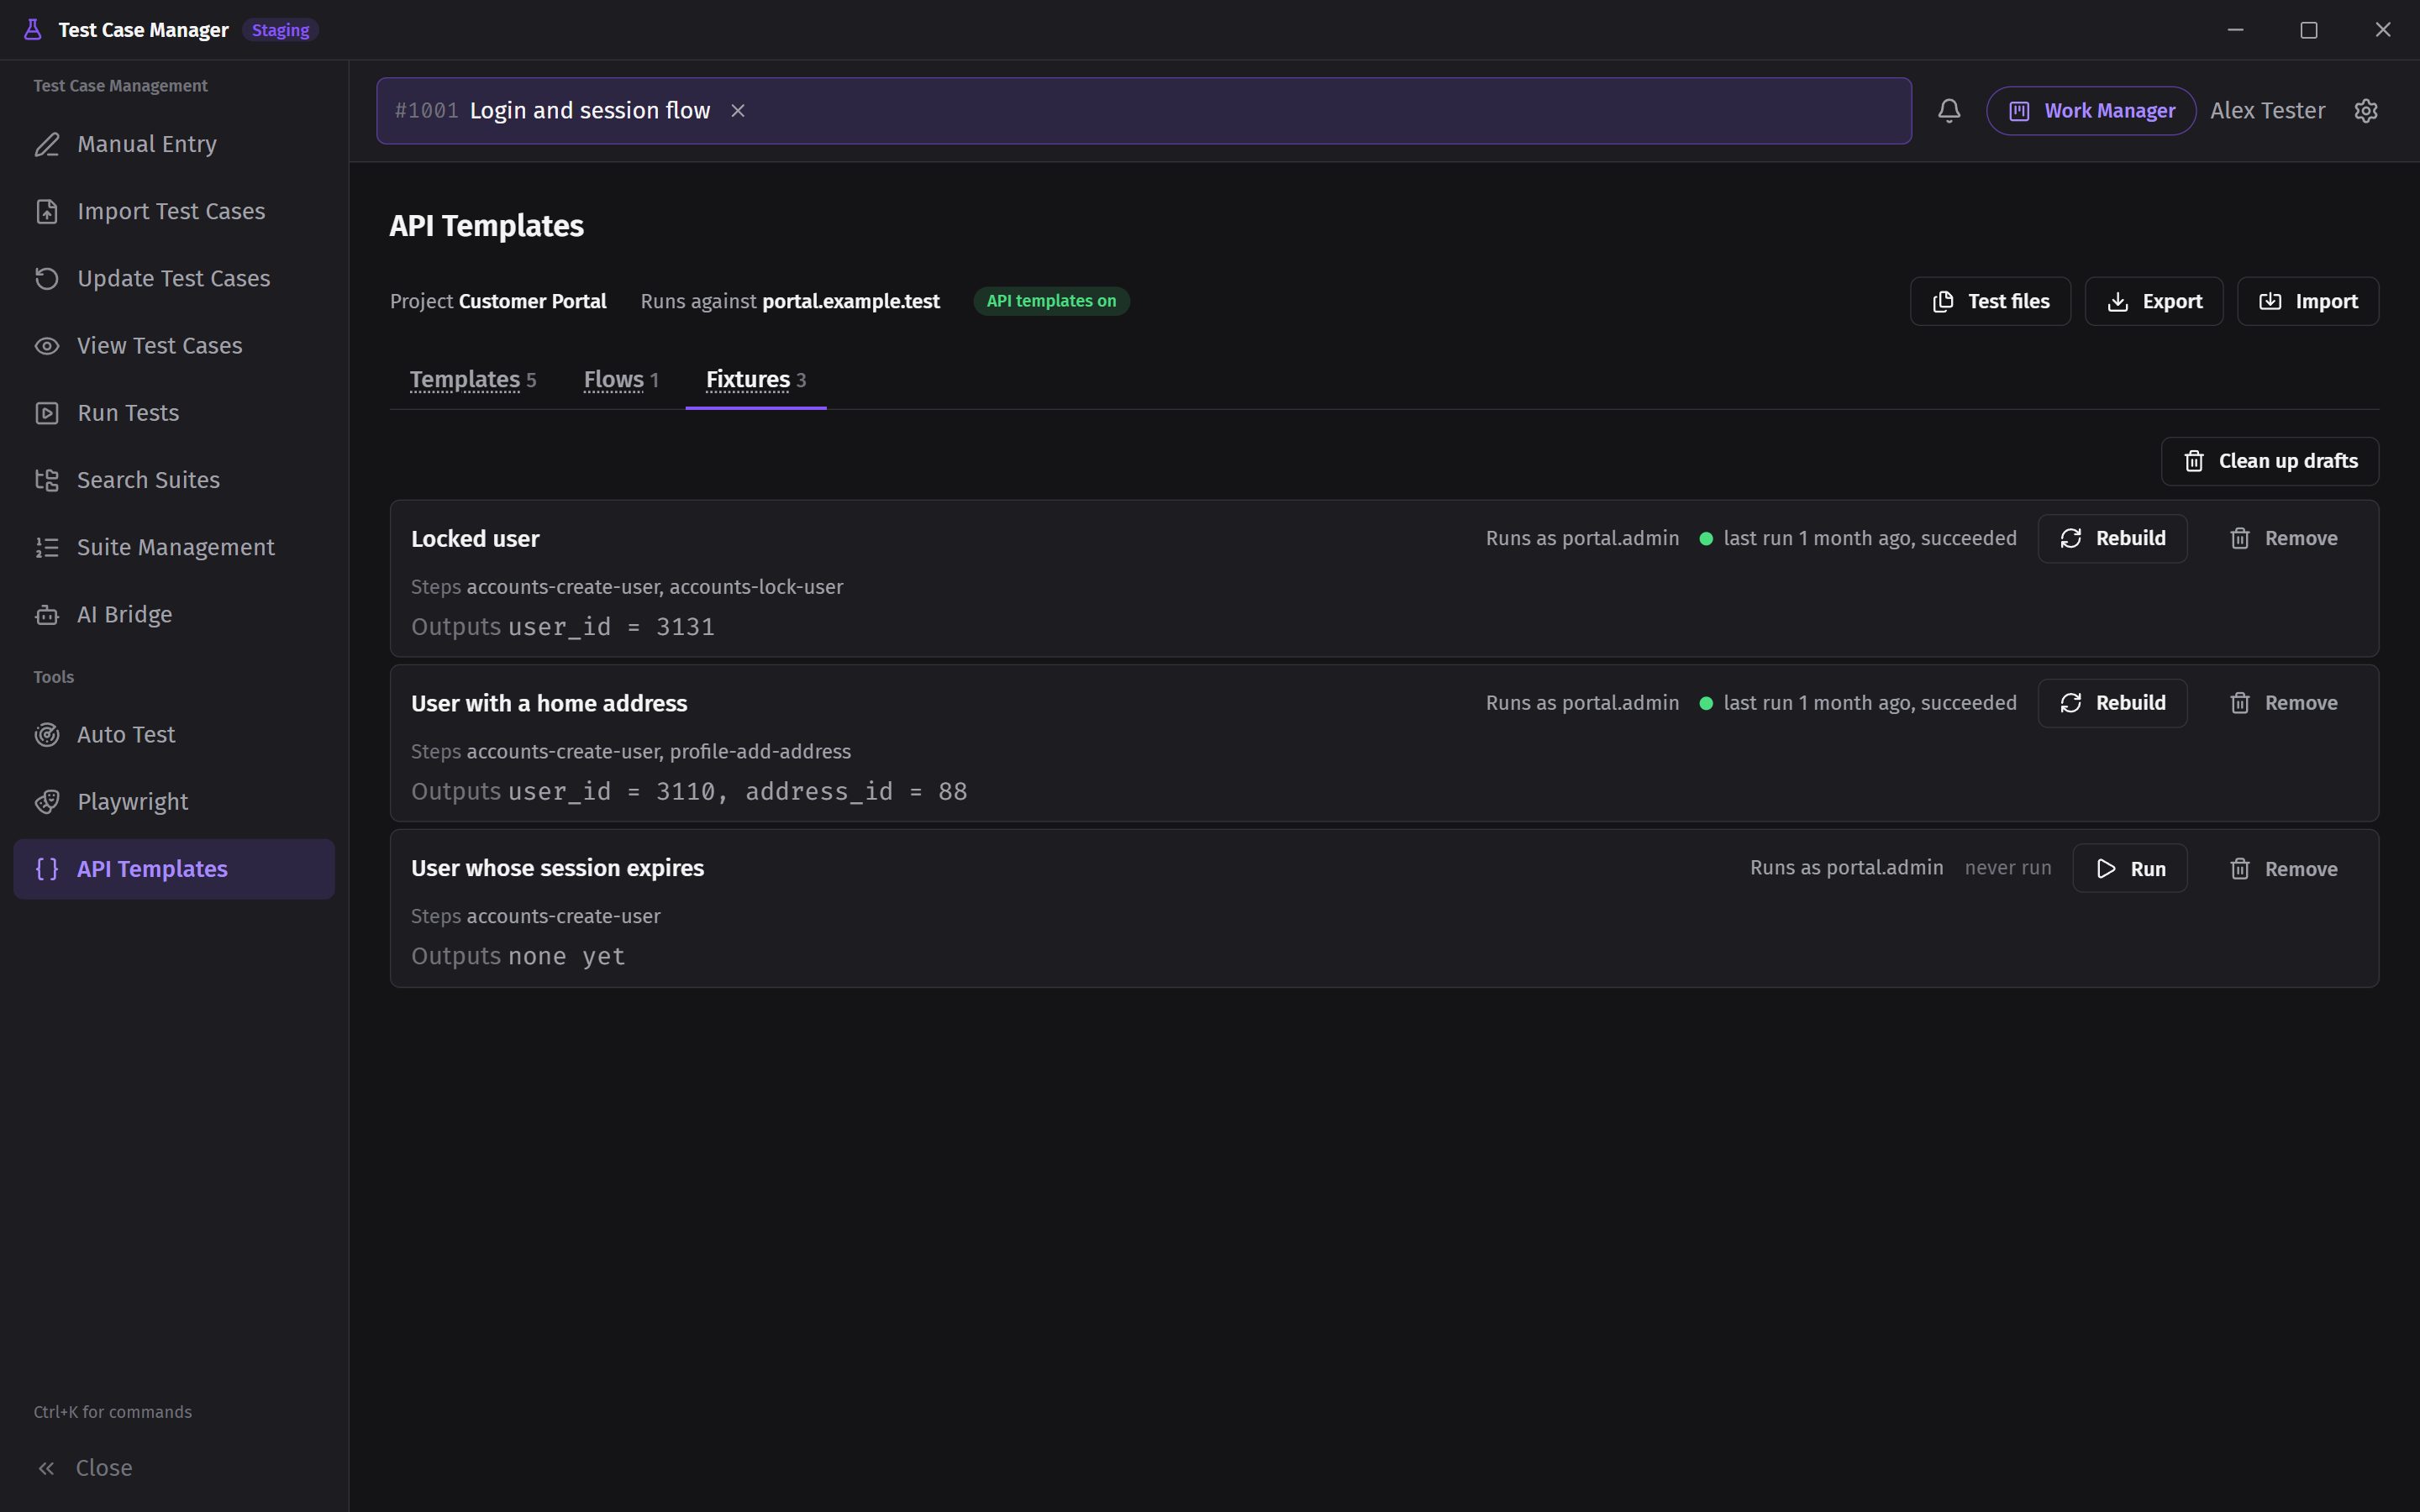 Test Case Manager Staging
Test Case Management
Manual Entry
Import Test Cases
Update Test Cases
View Test Cases
Run Tests
Search Suites
Suite Management
AI Bridge
Tools
Auto Test
Playwright
API Templates
Ctrl+K for commands
Close
#1001 Login and session flow
Work Manager Alex Tester
API Templates
Project Customer Portal Runs against portal.example.test API templates on Test files Export Import
Templates 5 Flows 1 Fixtures 3
Clean up drafts
Locked user Runs as portal.admin last run 1 month ago, succeeded Rebuild Remove
Steps accounts-create-user, accounts-lock-user
Outputs user_id = 3131
User with a home address Runs as portal.admin last run 1 month ago, succeeded Rebuild Remove
Steps accounts-create-user, profile-add-address
Outputs user_id = 3110, address_id = 88
User whose session expires Runs as portal.admin never run Run Remove
Steps accounts-create-user
Outputs none yet